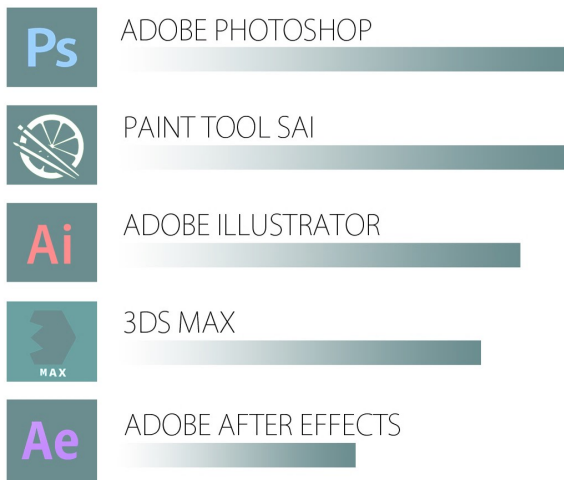 Ps
ADOBE PHOTOSHOP
PAINT TOOL SAI
Ai
ADOBE ILLUSTRATOR
3DS MAX
MAX
Ae
ADOBE AFTER EFFECTS